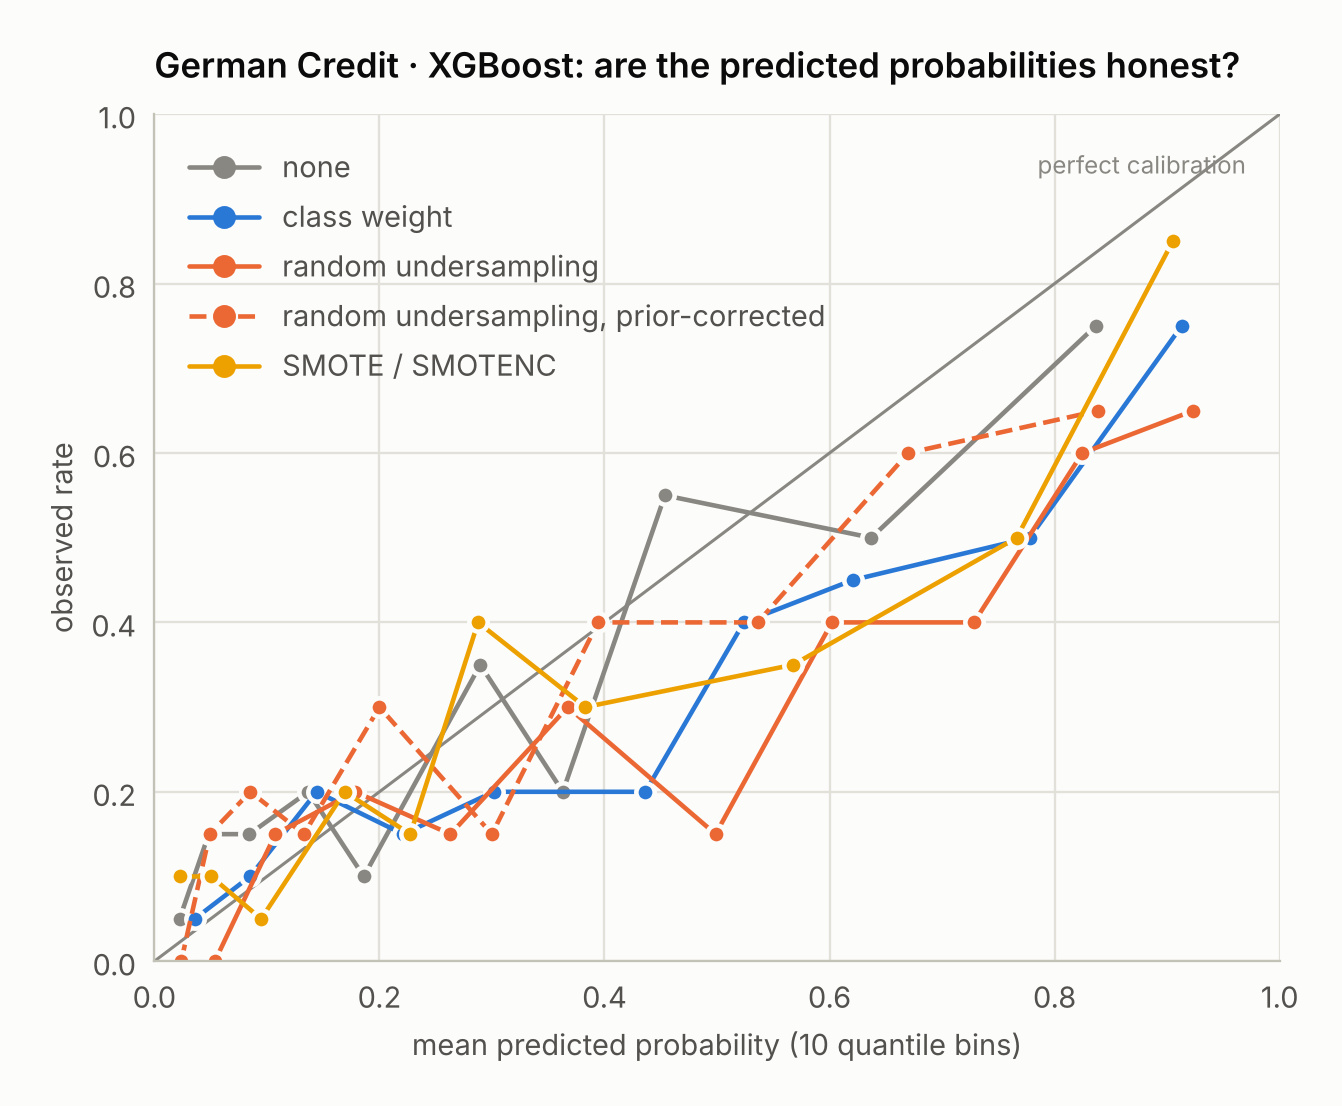 German Credit · XGBoost: are the predicted probabilities honest?
1.0
0.8
0.6
0.4
0.2
0.0
observed rate
none
class weight
random undersampling
random undersampling, prior-corrected
SMOTE / SMOTENC
perfect calibration
0.0 0.2 0.4 0.6 0.8 1.0
mean predicted probability (10 quantile bins)